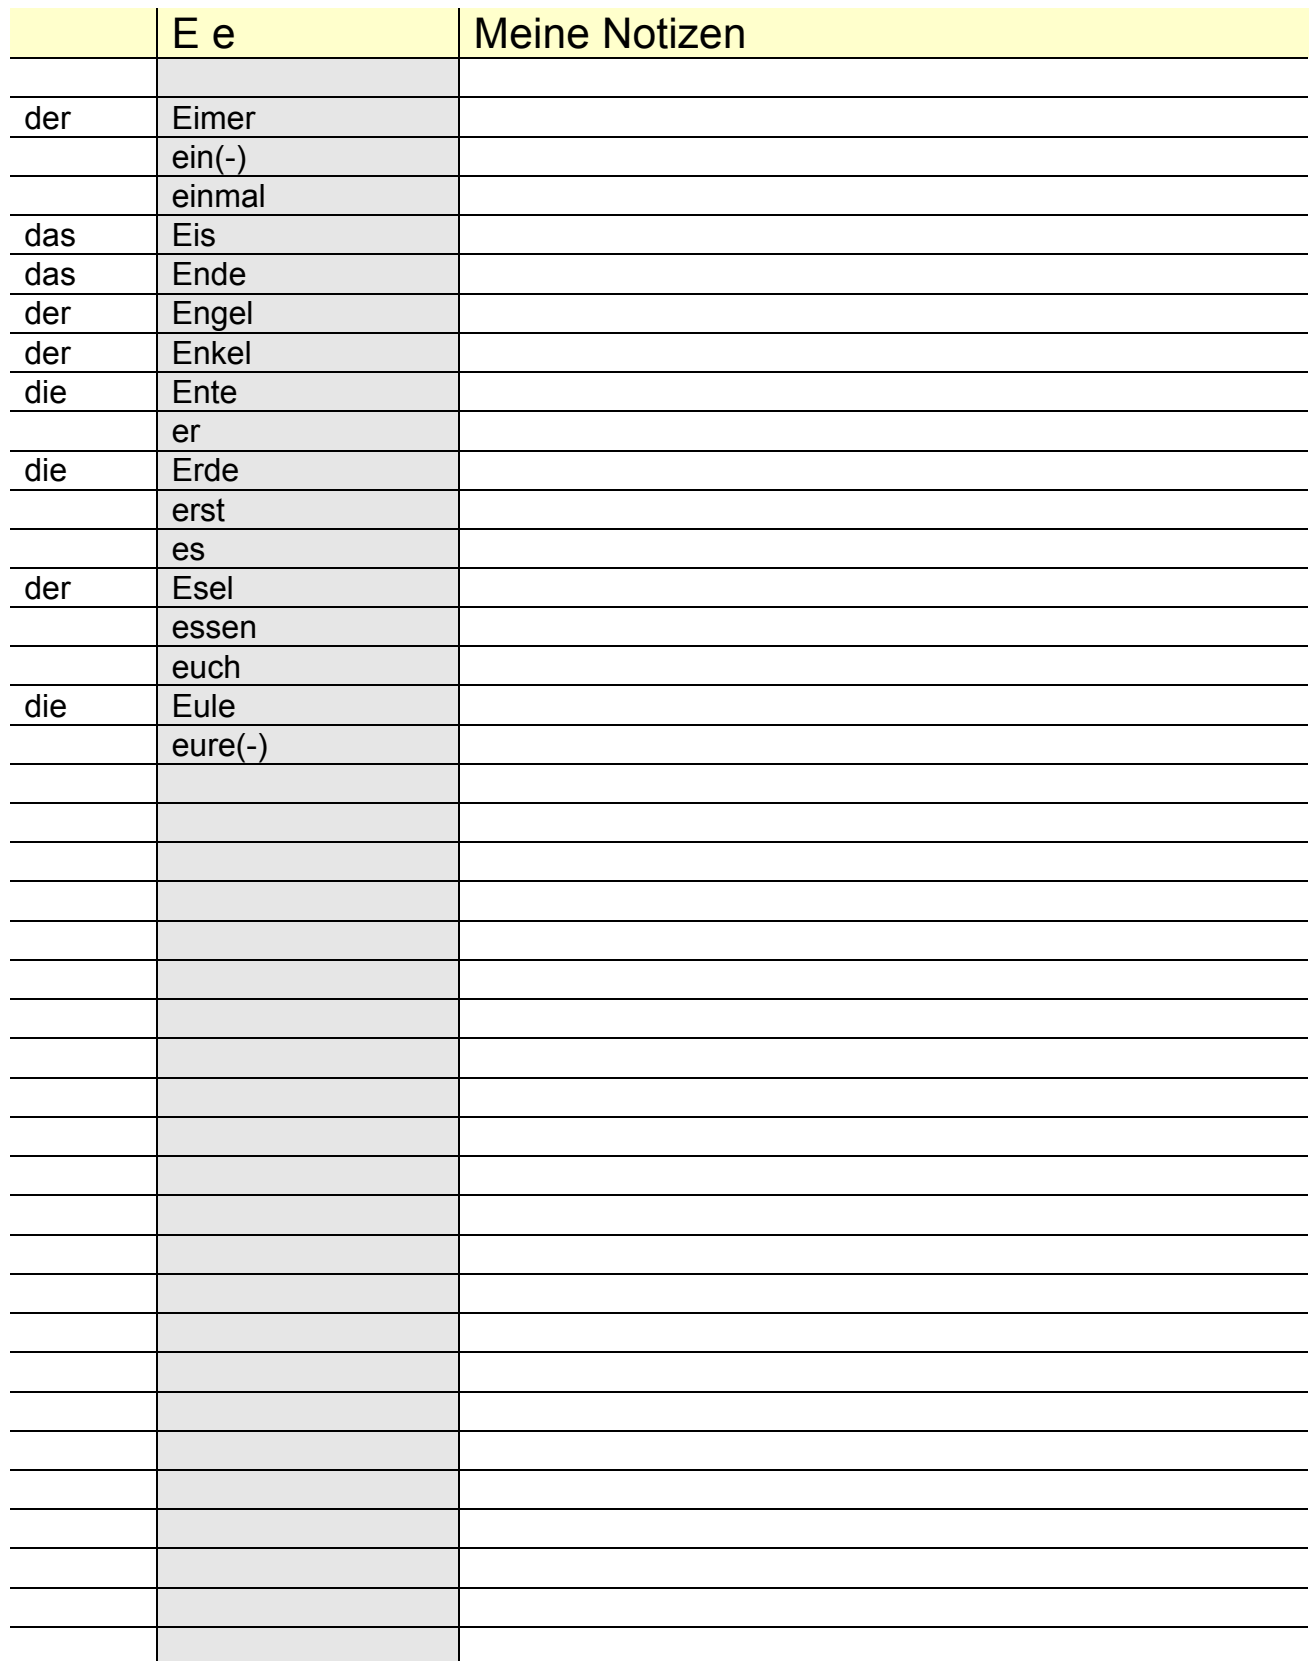 E e Meine Notizen
der Eimer
ein(-)
einmal
das Eis
das Ende
der Engel
der Enkel
die Ente
er
die Erde
erst
es
der Esel
essen
euch
die Eule
eure(-)